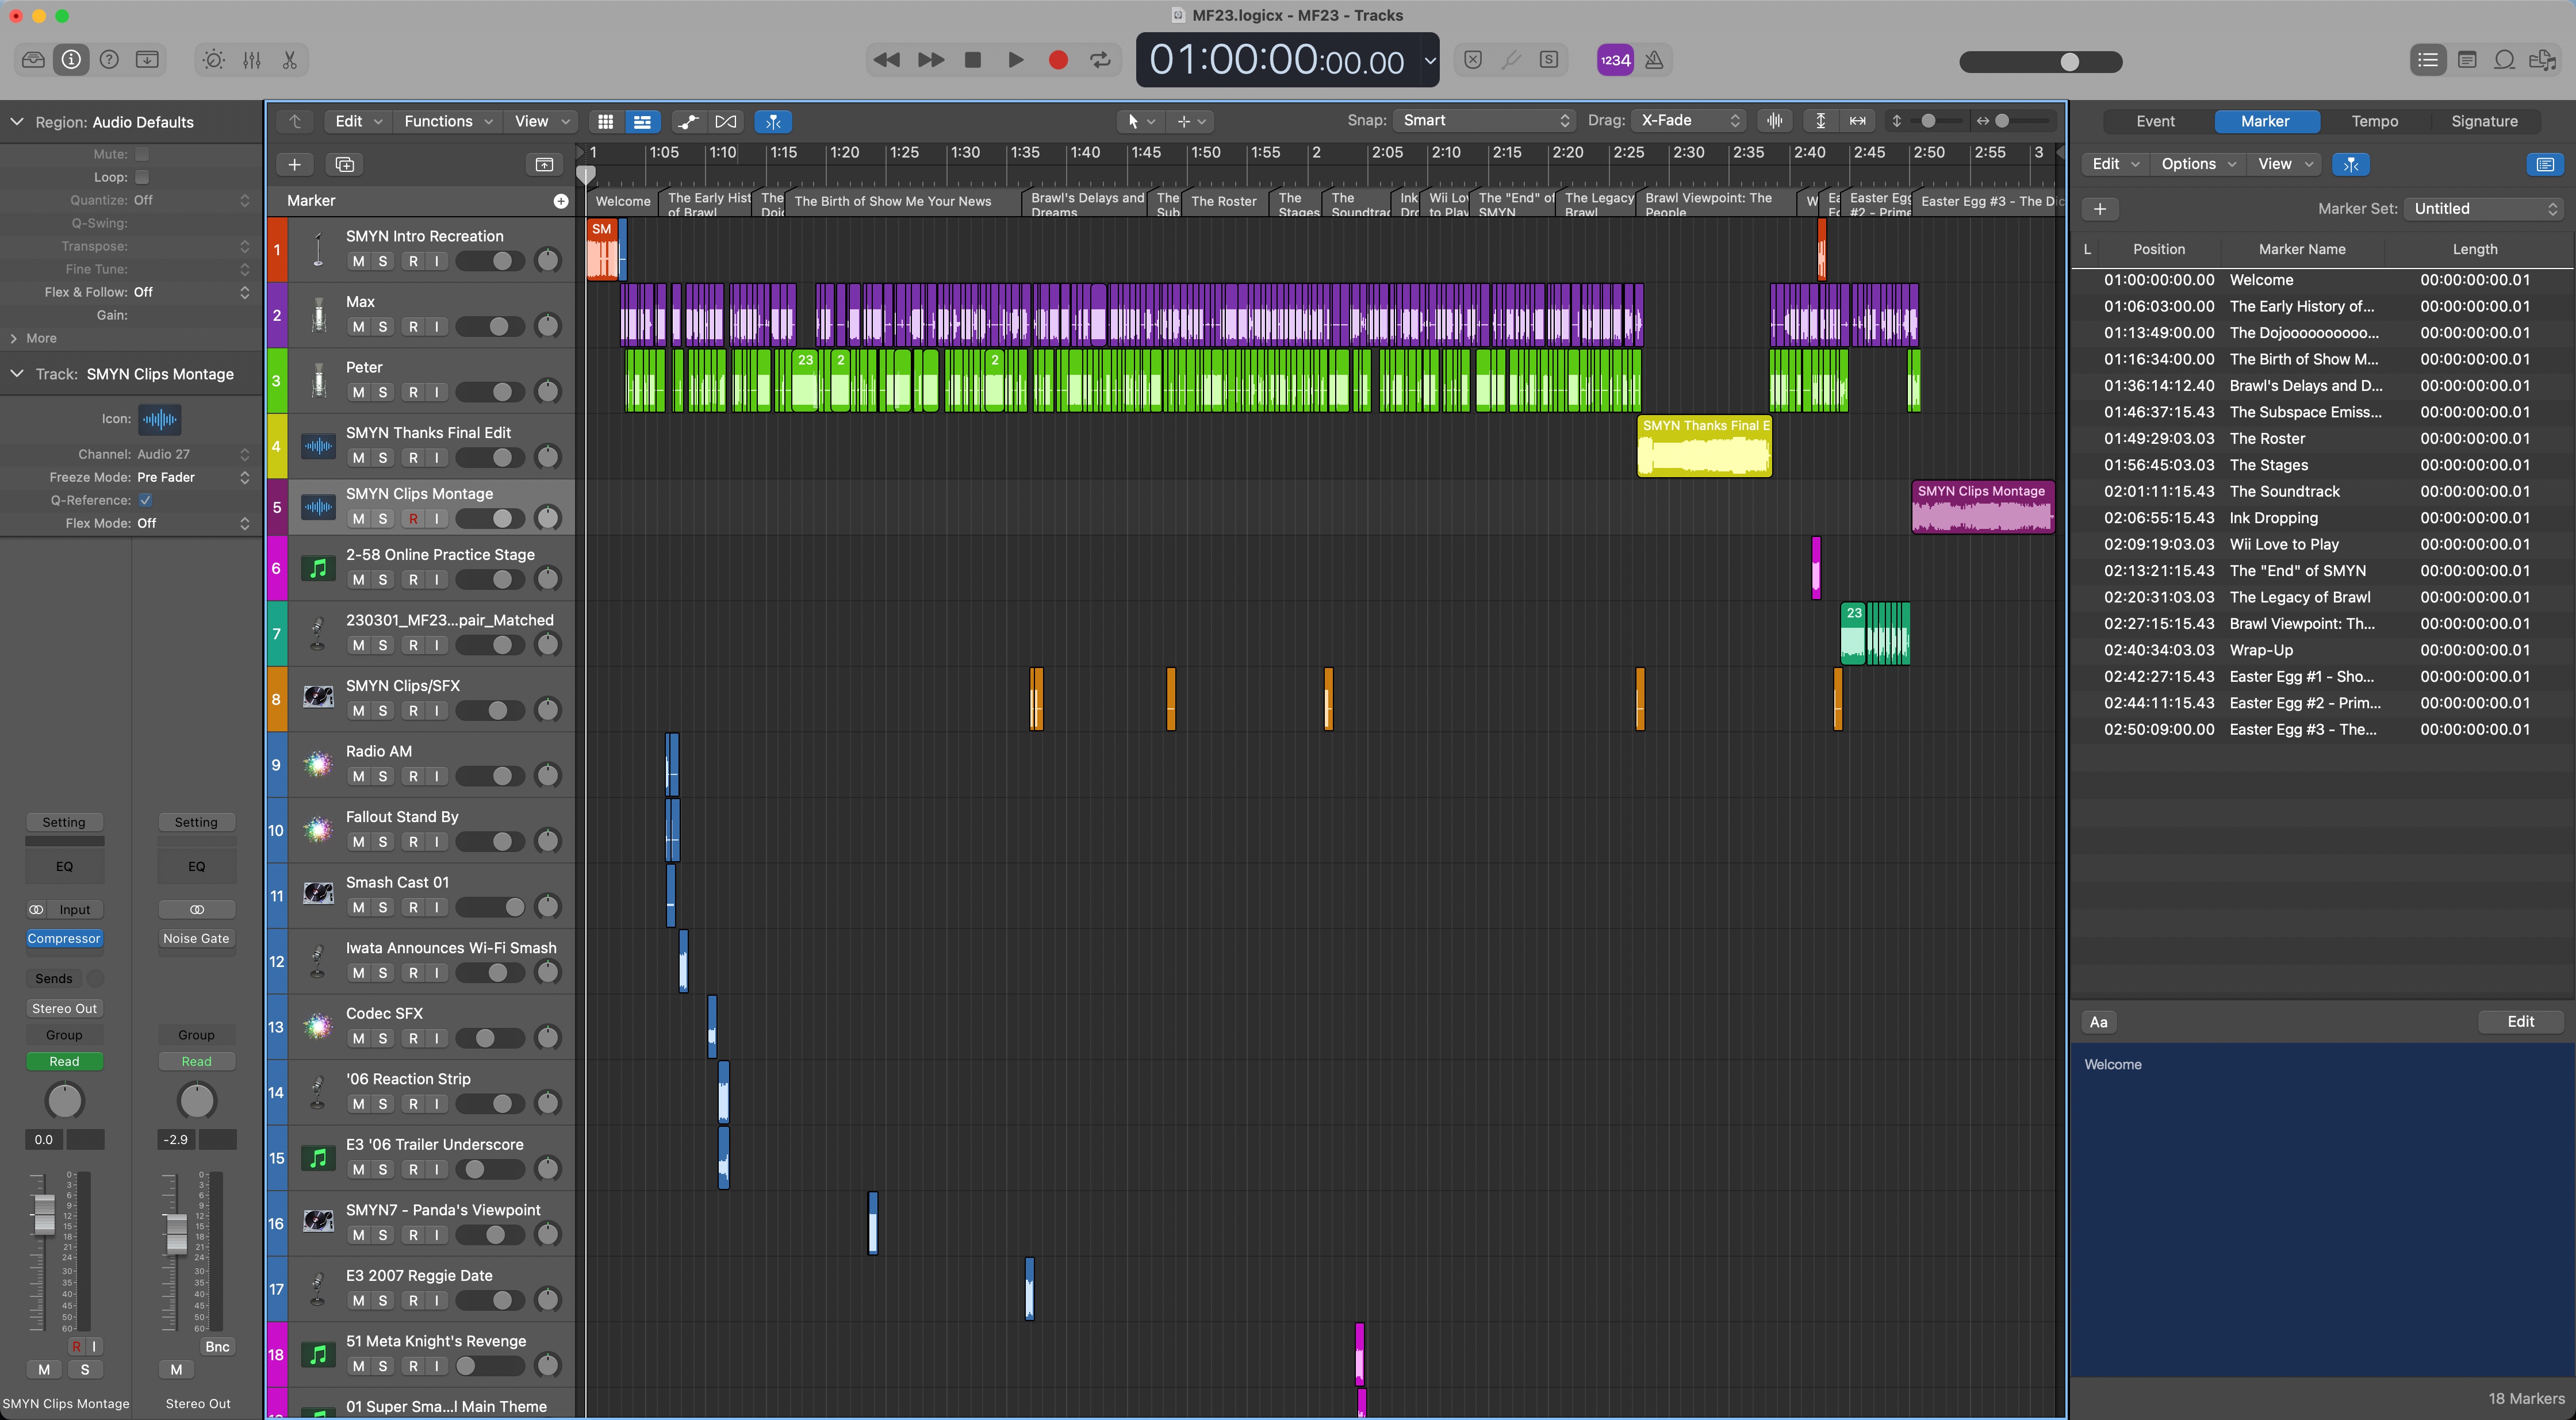 MF23.logicx - MF23 - Tracks
01:00:00:00.00
1234
Region: Audio Defaults
Mute:
Loop:
Quantize: Off
Q-Swing:
Transpose:
Fine Tune:
Flex & Follow: Off
Gain:
More
Track: SMYN Clips Montage
Icon:
Channel: Audio 27
Freeze Mode: Pre Fader
Q-Reference:
Flex Mode: Off
Setting Setting
EQ EQ
Input
Compressor Noise Gate
Sends
Stereo Out
Group Group
Read Read
0.0 -2.9
R I Bnc
M S M
SMYN Clips Montage Stereo Out
Edit Functions View
Snap: Smart Drag: X-Fade
1 1:05 1:10 1:15 1:20 1:25 1:30 1:35 1:40 1:45 1:50 1:55 2 2:05 2:10 2:15 2:20 2:25 2:30 2:35 2:40 2:45 2:50 2:55 3
Marker
Welcome
The Early Hist
of Brawl
The
The Birth of Show Me Your News
Brawl's Delays and
Dreams
The
Sub
The Roster
The
Stages
The
Soundtrac
Ink
Wii Lov
to Play
The "End" of
SMYN
The Legacy
Brawl
Brawl Viewpoint: The
People
W
Easter Egg
#2 - Prime
Easter Egg #3 - The Di
1 SMYN Intro Recreation
M S R I
SM
2 Max
M S R I
3 Peter
M S R I
23 2 2
4 SMYN Thanks Final Edit
M S R I
SMYN Thanks Final E
5 SMYN Clips Montage
M S R I
SMYN Clips Montage
6 2-58 Online Practice Stage
M S R I
7 230301_MF23...pair_Matched
M S R I
23
8 SMYN Clips/SFX
M S R I
9 Radio AM
M S R I
10 Fallout Stand By
M S R I
11 Smash Cast 01
M S R I
12 Iwata Announces Wi-Fi Smash
M S R I
13 Codec SFX
M S R I
14 '06 Reaction Strip
M S R I
15 E3 '06 Trailer Underscore
M S R I
16 SMYN7 - Panda's Viewpoint
M S R I
17 E3 2007 Reggie Date
M S R I
18 51 Meta Knight's Revenge
M S R I
01 Super Sma...l Main Theme
Event Marker Tempo Signature
Edit Options View
Marker Set: Untitled
L Position Marker Name Length
01:00:00:00.00 Welcome 00:00:00:00.01
01:06:03:00.00 The Early History of... 00:00:00:00.01
01:13:49:00.00 The Dojoooooooooo... 00:00:00:00.01
01:16:34:00.00 The Birth of Show M... 00:00:00:00.01
01:36:14:12.40 Brawl's Delays and D... 00:00:00:00.01
01:46:37:15.43 The Subspace Emiss... 00:00:00:00.01
01:49:29:03.03 The Roster 00:00:00:00.01
01:56:45:03.03 The Stages 00:00:00:00.01
02:01:11:15.43 The Soundtrack 00:00:00:00.01
02:06:55:15.43 Ink Dropping 00:00:00:00.01
02:09:19:03.03 Wii Love to Play 00:00:00:00.01
02:13:21:15.43 The "End" of SMYN 00:00:00:00.01
02:20:31:03.03 The Legacy of Brawl 00:00:00:00.01
02:27:15:15.43 Brawl Viewpoint: Th... 00:00:00:00.01
02:40:34:03.03 Wrap-Up 00:00:00:00.01
02:42:27:15.43 Easter Egg #1 - Sho... 00:00:00:00.01
02:44:11:15.43 Easter Egg #2 - Prim... 00:00:00:00.01
02:50:09:00.00 Easter Egg #3 - The... 00:00:00:00.01
Aa Edit
Welcome
18 Markers